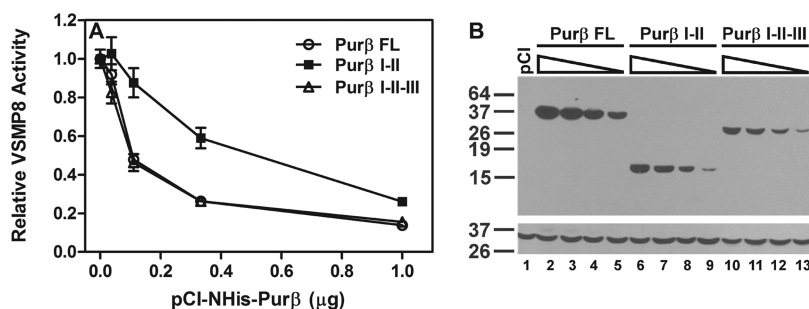 A
1.2
1.0
0.8
0.6
0.4
0.2
0.0
Relative VSMP8 Activity
0.0 0.2 0.4 0.6 0.8 1.0
pCI-NHis-Purβ (μg)
Purβ FL
Purβ I-II
Purβ I-II-III
B
pCI
Purβ FL Purβ I-II Purβ I-II-III
64
37
26
19
15
37
26
1 2 3 4 5 6 7 8 9 10 11 12 13